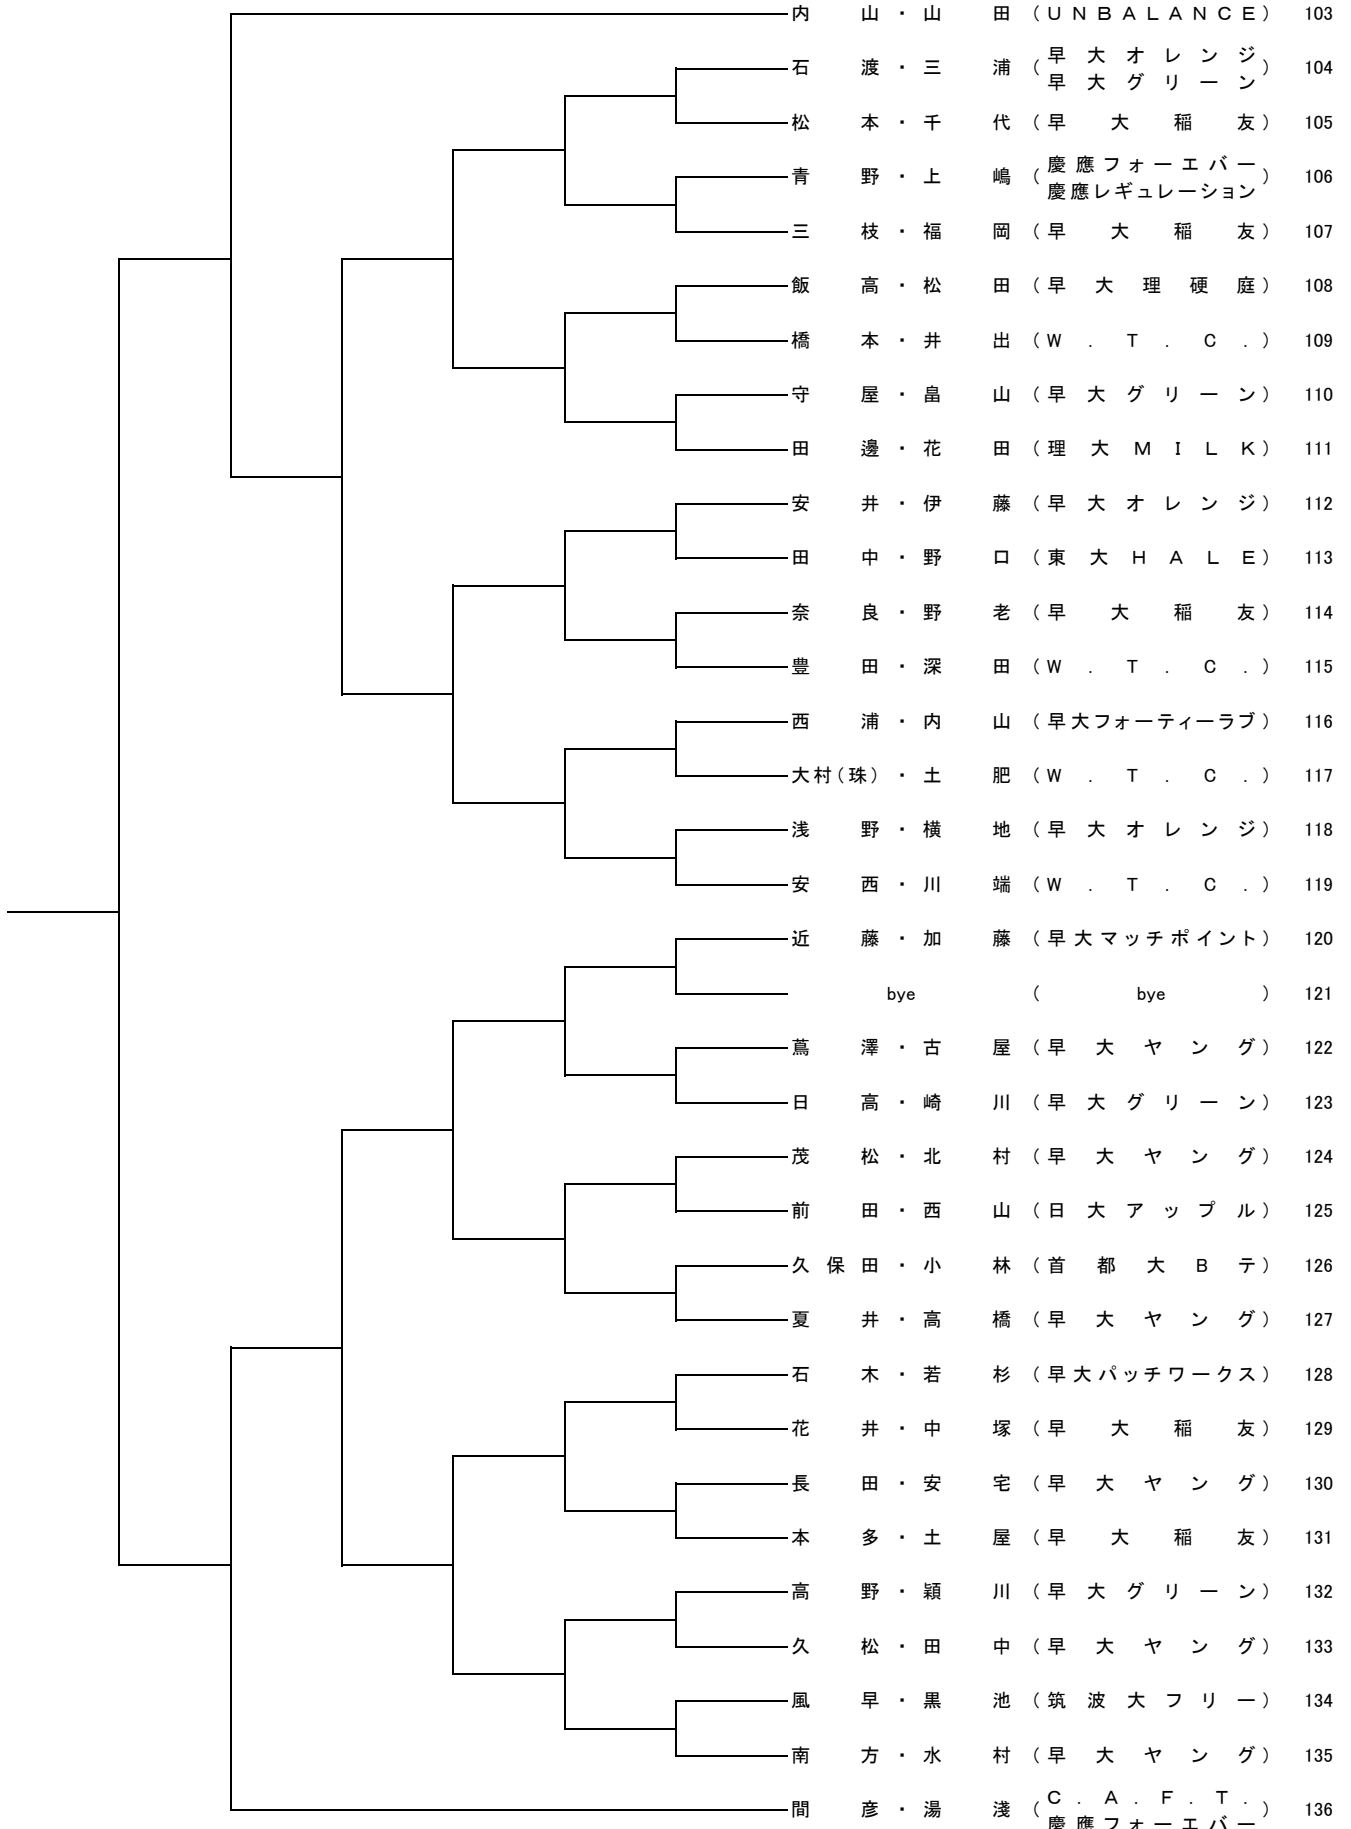 内山・山田(UNBALANCE) 103
石渡・三浦(早大オレンジ 早大グリーン) 104
松本・千代(早大稲友) 105
青野・上嶋(慶應フォーエバー 慶應レギュレーション) 106
三枝・福岡(早大稲友) 107
飯高・松田(早大理硬庭) 108
橋本・井出(W.T.C.) 109
守屋・畠山(早大グリーン) 110
田邊・花田(理大MILK) 111
安井・伊藤(早大オレンジ) 112
田中・野口(東大HALE) 113
奈良・野老(早大稲友) 114
豊田・深田(W.T.C.) 115
西浦・内山(早大フォーティーラブ) 116
大村(珠)・土肥(W.T.C.) 117
浅野・横地(早大オレンジ) 118
安西・川端(W.T.C.) 119
近藤・加藤(早大マッチポイント) 120
bye(bye) 121
蔦澤・古屋(早大ヤング) 122
日高・崎川(早大グリーン) 123
茂松・北村(早大ヤング) 124
前田・西山(日大アップル) 125
久保田・小林(首都大Bテ) 126
夏井・高橋(早大ヤング) 127
石木・若杉(早大パッチワークス) 128
花井・中塚(早大稲友) 129
長田・安宅(早大ヤング) 130
本多・土屋(早大稲友) 131
高野・穎川(早大グリーン) 132
久松・田中(早大ヤング) 133
風早・黒池(筑波大フリー) 134
南方・水村(早大ヤング) 135
間彦・湯淺(C.A.F.T. 慶應フォーエバー) 136